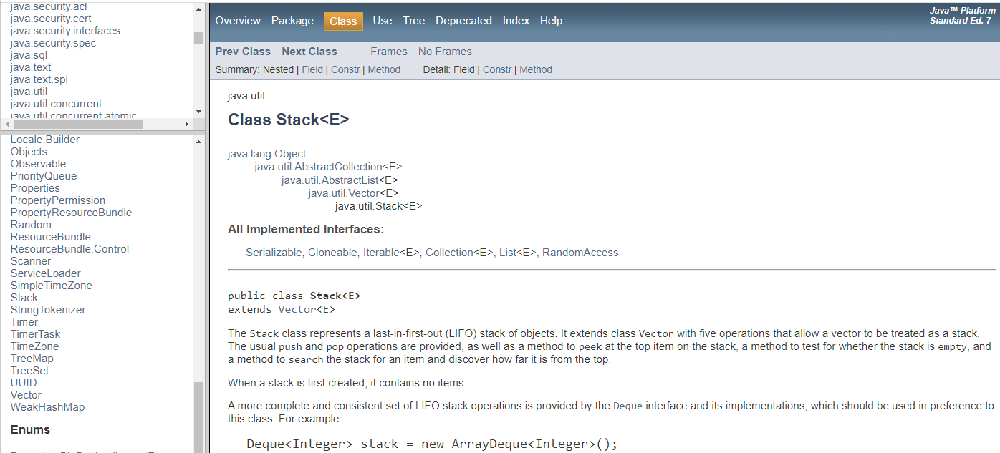 java.security.acl
java.security.cert
java.security.interfaces
java.security.spec
java.sql
java.text
java.text.spi
java.util
java.util.concurrent
java.util.concurrent.atomic
Locale.Builder
Objects
Observable
PriorityQueue
Properties
PropertyPermission
PropertyResourceBundle
Random
ResourceBundle
ResourceBundle.Control
Scanner
ServiceLoader
SimpleTimeZone
Stack
StringTokenizer
Timer
TimerTask
TimeZone
TreeMap
TreeSet
UUID
Vector
WeakHashMap
Enums
Overview Package Class Use Tree Deprecated Index Help
Java™ Platform
Standard Ed. 7
Prev Class Next Class Frames No Frames
Summary: Nested | Field | Constr | Method Detail: Field | Constr | Method
java.util
Class Stack<E>
java.lang.Object
java.util.AbstractCollection<E>
java.util.AbstractList<E>
java.util.Vector<E>
java.util.Stack<E>
All Implemented Interfaces:
Serializable, Cloneable, Iterable<E>, Collection<E>, List<E>, RandomAccess
public class Stack<E>
extends Vector<E>
The Stack class represents a last-in-first-out (LIFO) stack of objects. It extends class Vector with five operations that allow a vector to be treated as a stack.
The usual push and pop operations are provided, as well as a method to peek at the top item on the stack, a method to test for whether the stack is empty, and
a method to search the stack for an item and discover how far it is from the top.
When a stack is first created, it contains no items.
A more complete and consistent set of LIFO stack operations is provided by the Deque interface and its implementations, which should be used in preference to
this class. For example:
Deque<Integer> stack = new ArrayDeque<Integer>();